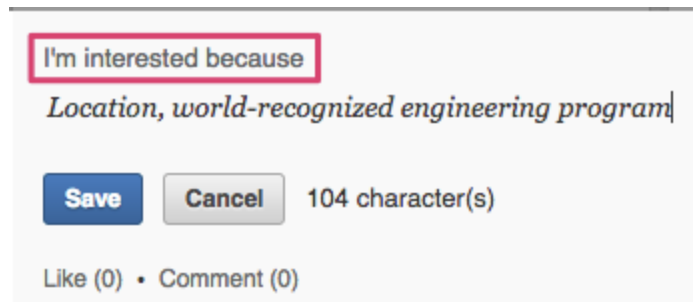 I'm interested because
Location, world-recognized engineering program
Save Cancel 104 character(s)
Like (0) • Comment (0)